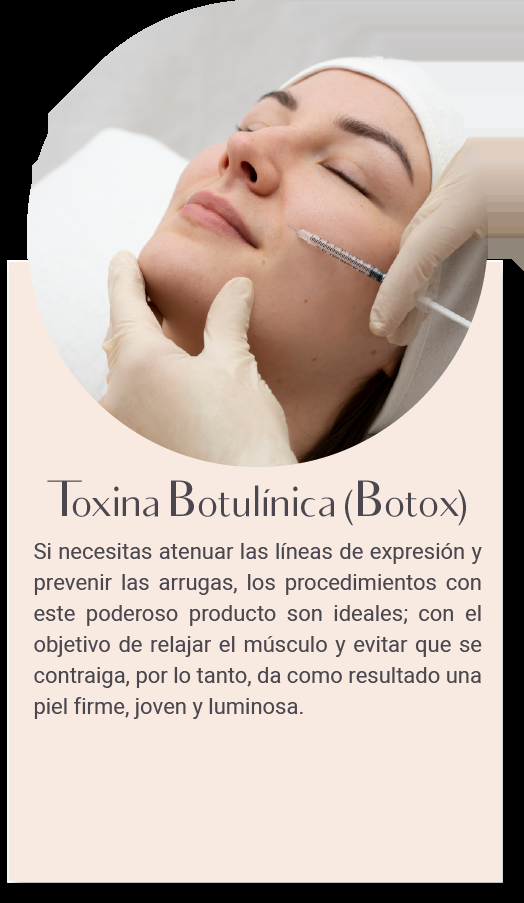 Toxina Botulínica (Botox)
Si necesitas atenuar las líneas de expresión y
prevenir las arrugas, los procedimientos con
este poderoso producto son ideales; con el
objetivo de relajar el músculo y evitar que se
contraiga, por lo tanto, da como resultado una
piel firme, joven y luminosa.